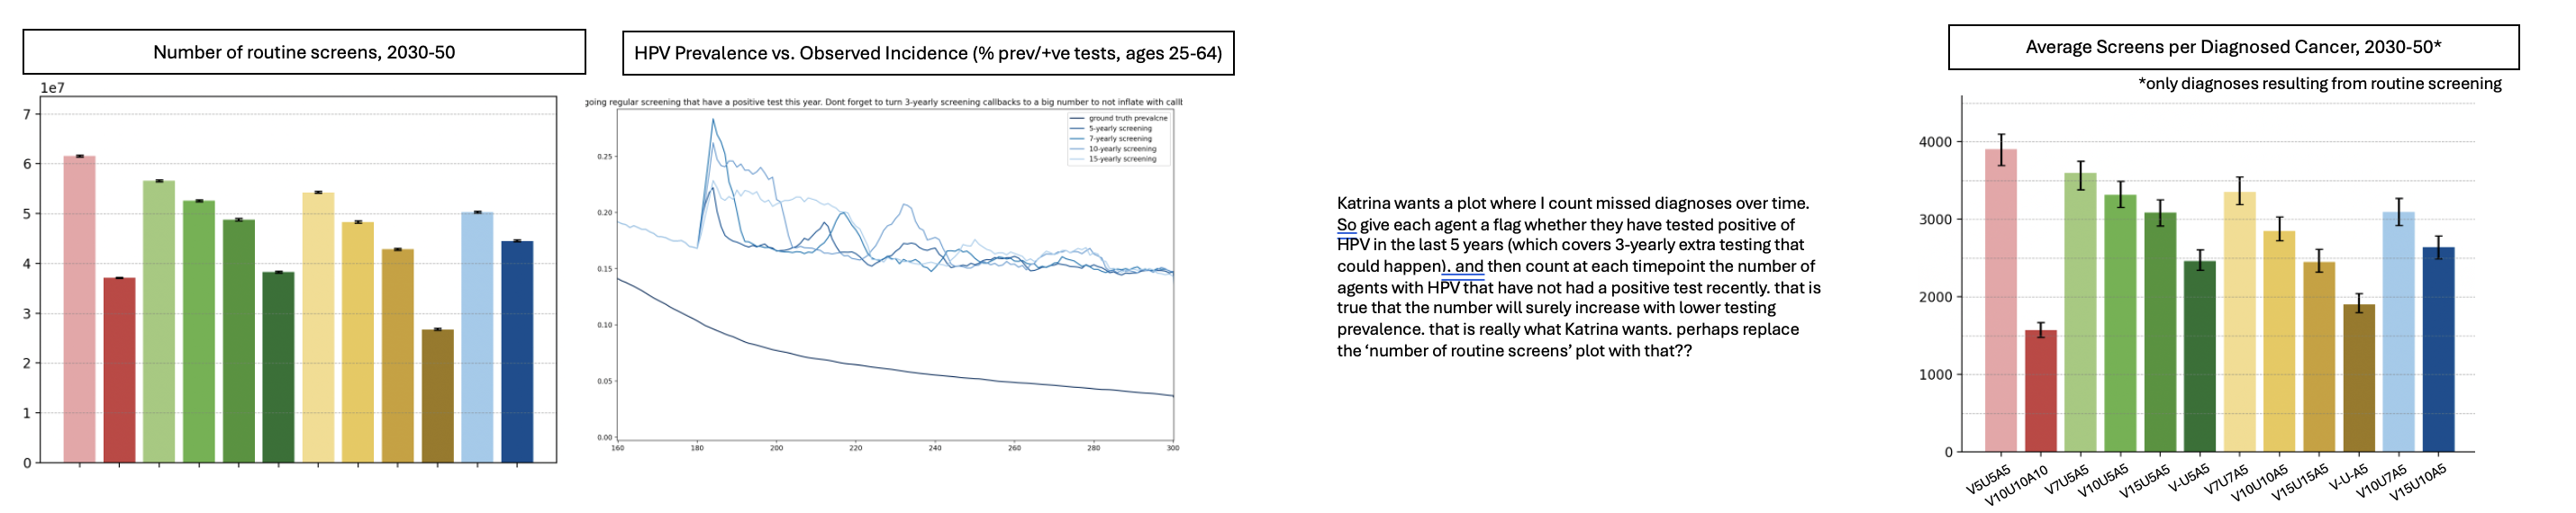 Number of routine screens, 2030-50
1e7
7
6
5
4
3
2
1
0
HPV Prevalence vs. Observed Incidence (% prev/+ve tests, ages 25-64)
going regular screening that have a positive test this year. Dont forget to turn 3-yearly screening callbacks to a big number to not inflate with callb
ground truth prevalcne
5-yearly screening
7-yearly screening
10-yearly screening
15-yearly screening
0.25
0.20
0.15
0.10
0.05
0.00
160 180 200 220 240 260 280 300
Katrina wants a plot where I count missed diagnoses over time.
So give each agent a flag whether they have tested positive of
HPV in the last 5 years (which covers 3-yearly extra testing that
could happen). and then count at each timepoint the number of
agents with HPV that have not had a positive test recently. that is
true that the number will surely increase with lower testing
prevalence. that is really what Katrina wants. perhaps replace
the ‘number of routine screens’ plot with that??
Average Screens per Diagnosed Cancer, 2030-50*
*only diagnoses resulting from routine screening
4000
3000
2000
1000
0
V5U5A5 V10U10A10 V7U5A5 V10U5A5 V15U5A5 V-U5A5 V7U7A5 V10U10A5 V15U15A5 V-U-A5 V10U7A5 V15U10A5